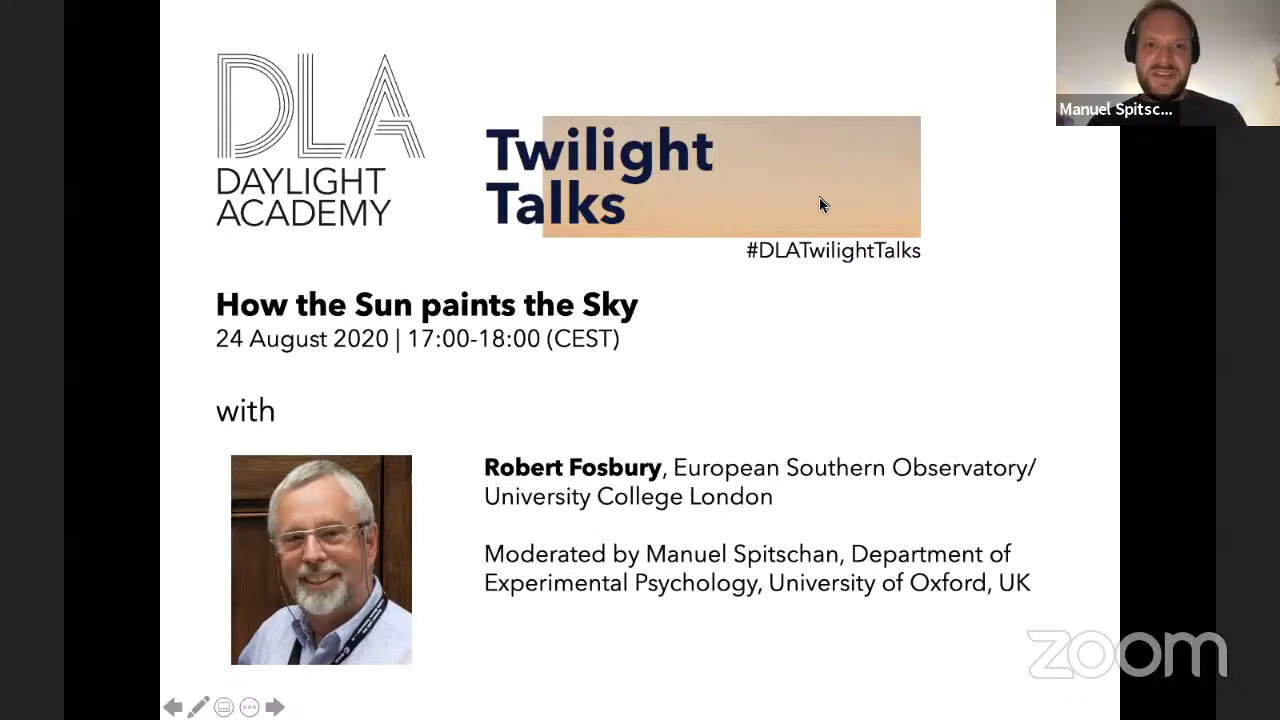 DLA
DAYLIGHT
ACADEMY
Twilight
Talks
#DLATwilightTalks
Manuel Spitsc...
How the Sun paints the Sky
24 August 2020 | 17:00-18:00 (CEST)
with
Robert Fosbury, European Southern Observatory/
University College London
Moderated by Manuel Spitschan, Department of
Experimental Psychology, University of Oxford, UK
zoom